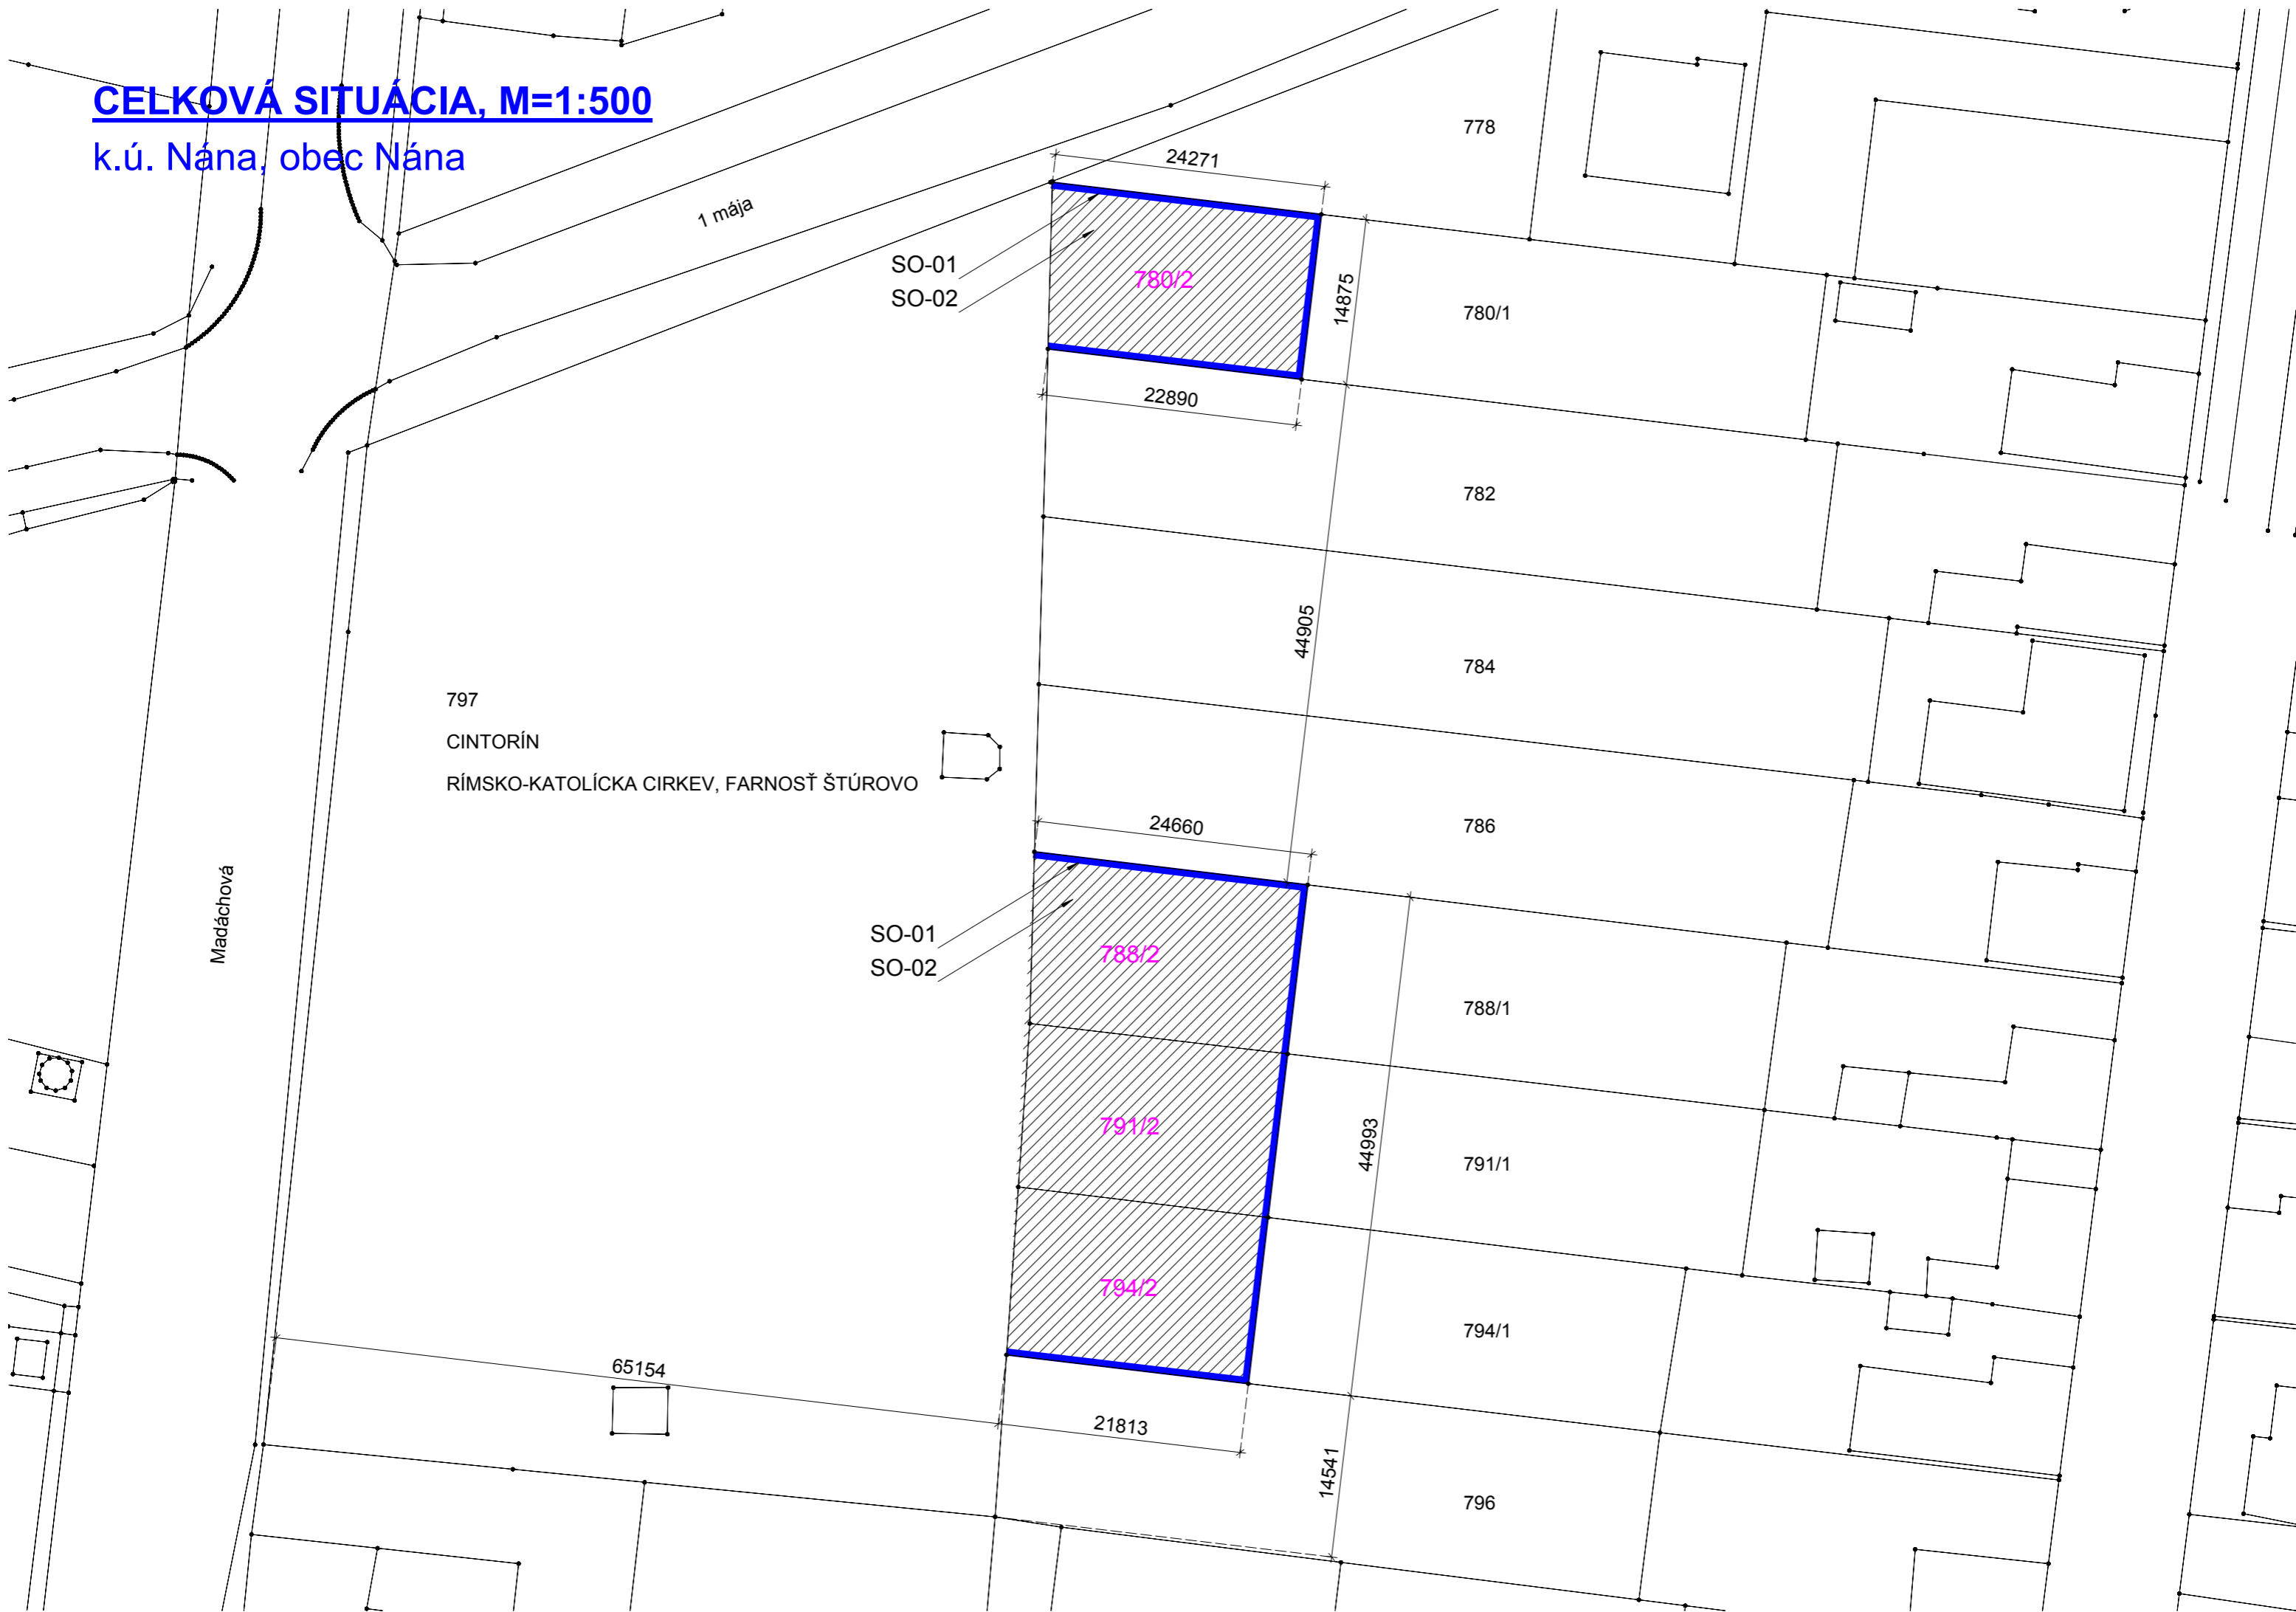 CELKOVÁ SITUÁCIA, M=1:500
k.ú. Nána, obec Nána
778
24271
1 mája
SO-01
SO-02
780/2
14875
780/1
22890
782
44905
784
797
CINTORÍN
RÍMSKO-KATOLÍCKA CIRKEV, FARNOSŤ ŠTÚROVO
24660
786
Madáchová
SO-01
SO-02
788/2
788/1
791/2
44993
791/1
794/2
794/1
65154
21813
14541
796